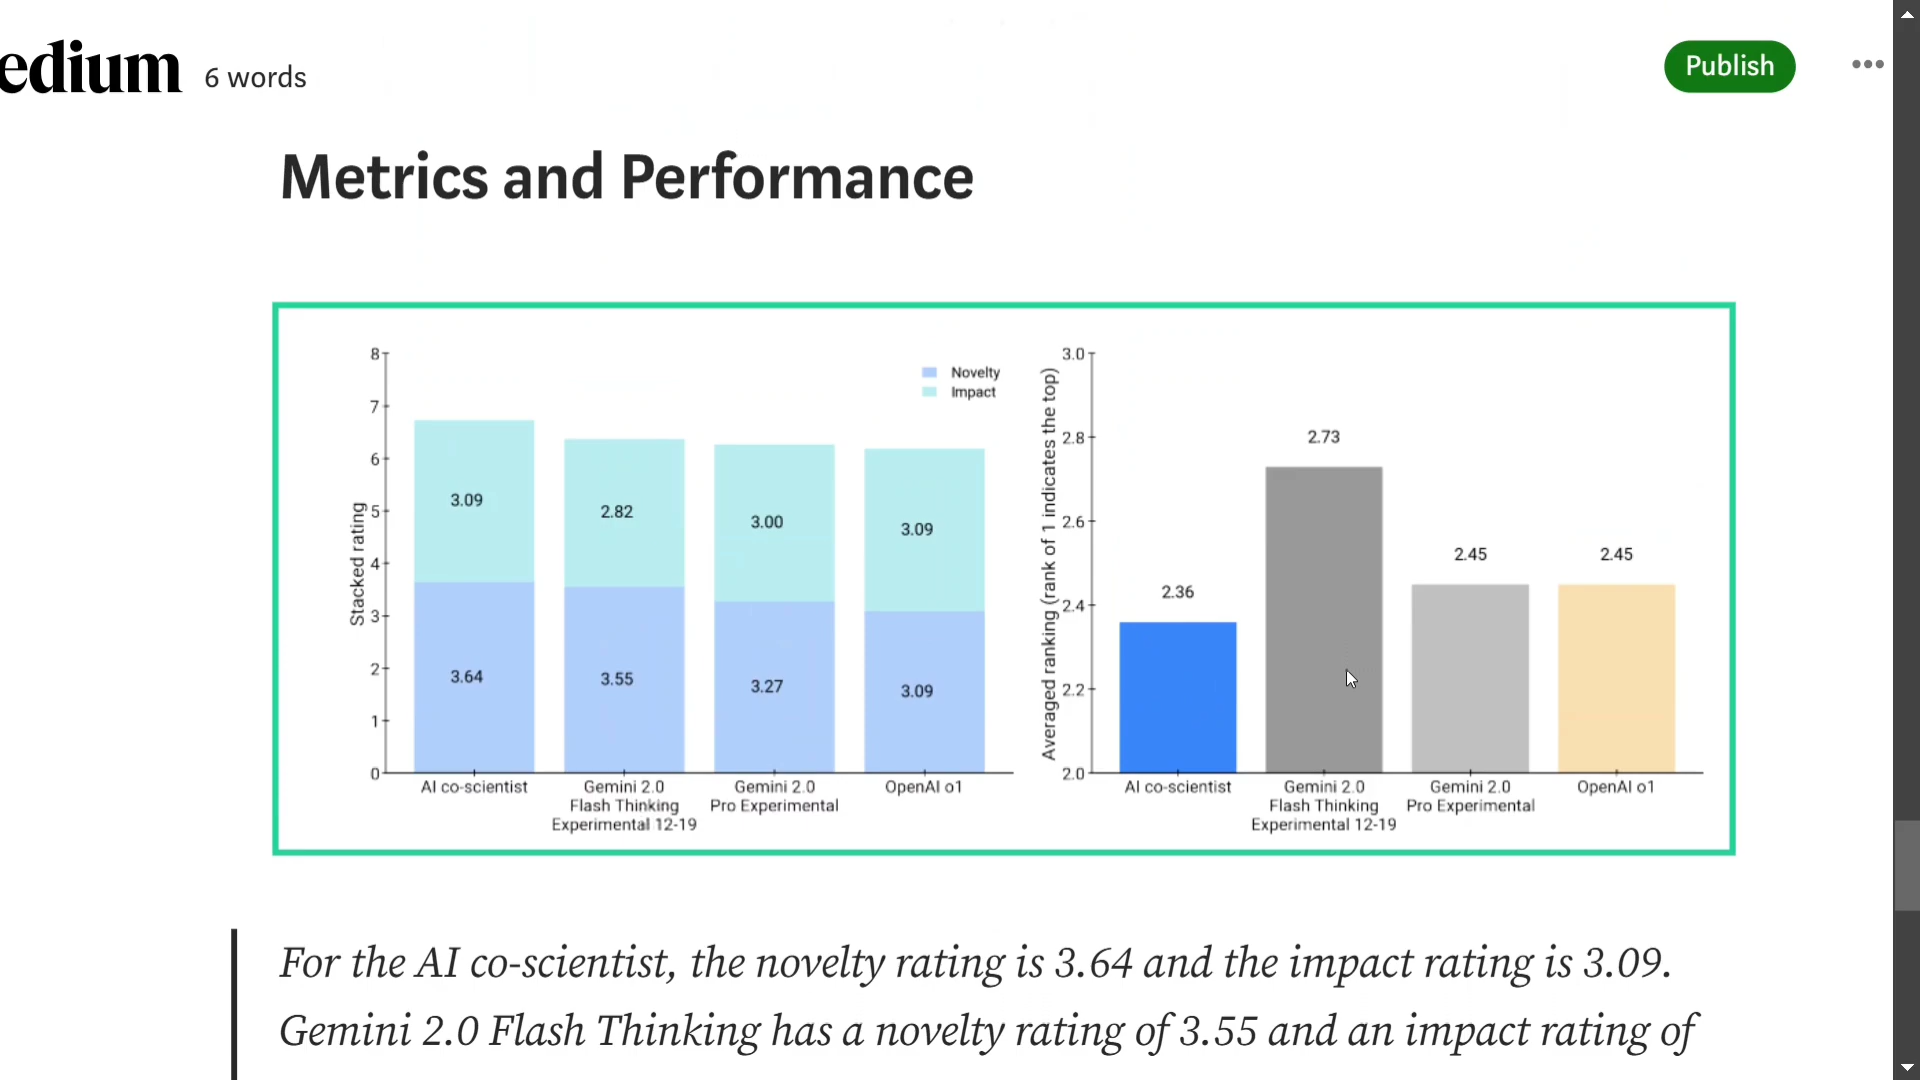 edium 6 words Publish
Metrics and Performance
8
7
6
5
4
3
2
1
0
Stacked rating
Novelty
Impact
3.09
2.82
3.00
3.09
3.64
3.55
3.27
3.09
AI co-scientist
Gemini 2.0
Flash Thinking
Experimental 12-19
Gemini 2.0
Pro Experimental
OpenAI o1
Averaged ranking (rank of 1 indicates the top)
3.0
2.8
2.6
2.4
2.2
2.0
2.36
2.73
2.45
2.45
AI co-scientist
Gemini 2.0
Flash Thinking
Experimental 12-19
Gemini 2.0
Pro Experimental
OpenAI o1
For the AI co-scientist, the novelty rating is 3.64 and the impact rating is 3.09.
Gemini 2.0 Flash Thinking has a novelty rating of 3.55 and an impact rating of